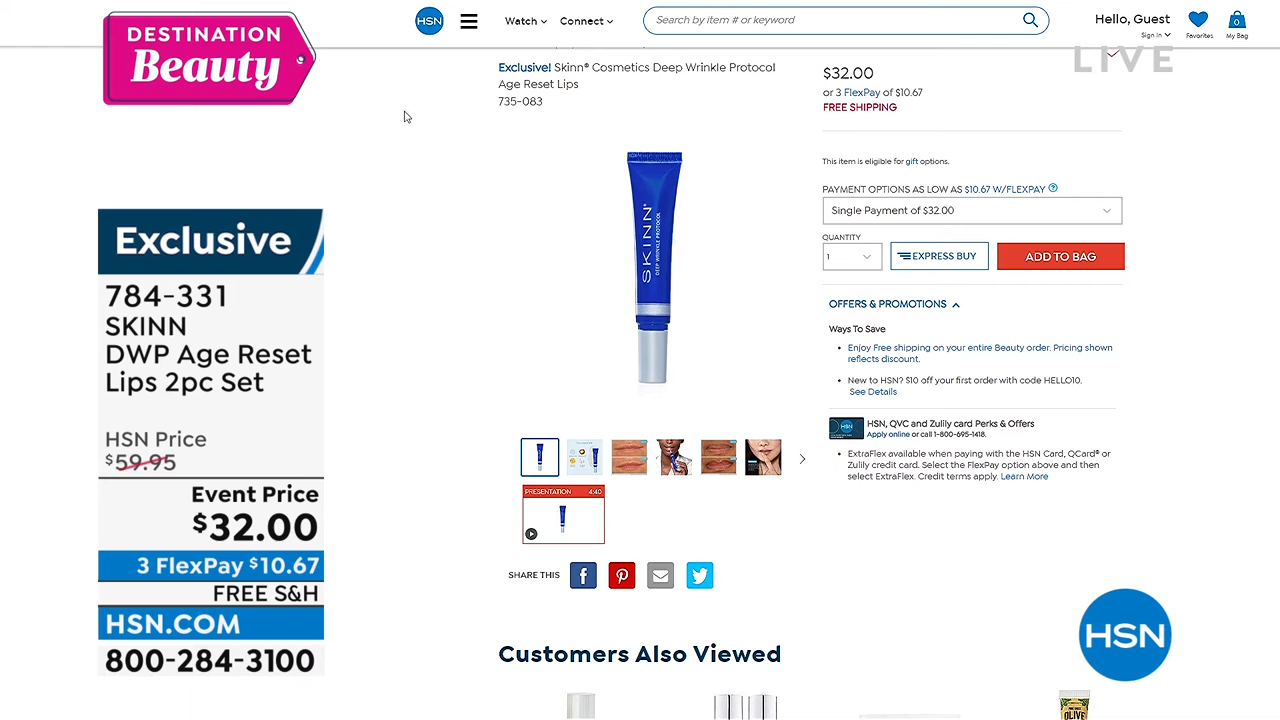 DESTINATION
Beauty
HSN
Watch
Connect
Search by item # or keyword
Hello, Guest
Sign In
Favorites
0
My Bag
LIVE
Exclusive! Skinn® Cosmetics Deep Wrinkle Protocol
Age Reset Lips
735-083
$32.00
or 3 FlexPay of $10.67
FREE SHIPPING
This item is eligible for gift options.
PAYMENT OPTIONS AS LOW AS $10.67 W/FLEXPAY ?
Single Payment of $32.00
QUANTITY
1
EXPRESS BUY
ADD TO BAG
OFFERS & PROMOTIONS
Ways To Save
• Enjoy Free shipping on your entire Beauty order. Pricing shown
reflects discount.
• New to HSN? $10 off your first order with code HELLO10.
See Details
HSN
HSN, QVC and Zulily card Perks & Offers
Apply online or call 1-800-695-1418.
• ExtraFlex available when paying with the HSN Card, QCard® or
Zulily credit card. Select the FlexPay option above and then
select ExtraFlex. Credit terms apply. Learn More
SKINN®
DEEP WRINKLE PROTOCOL
PRESENTATION 4:40
SHARE THIS
Customers Also Viewed
OLIVE
Exclusive
784-331
SKINN
DWP Age Reset
Lips 2pc Set
HSN Price
$59.95
Event Price
$32.00
3 FlexPay $10.67
FREE S&H
HSN.COM
800-284-3100
HSN